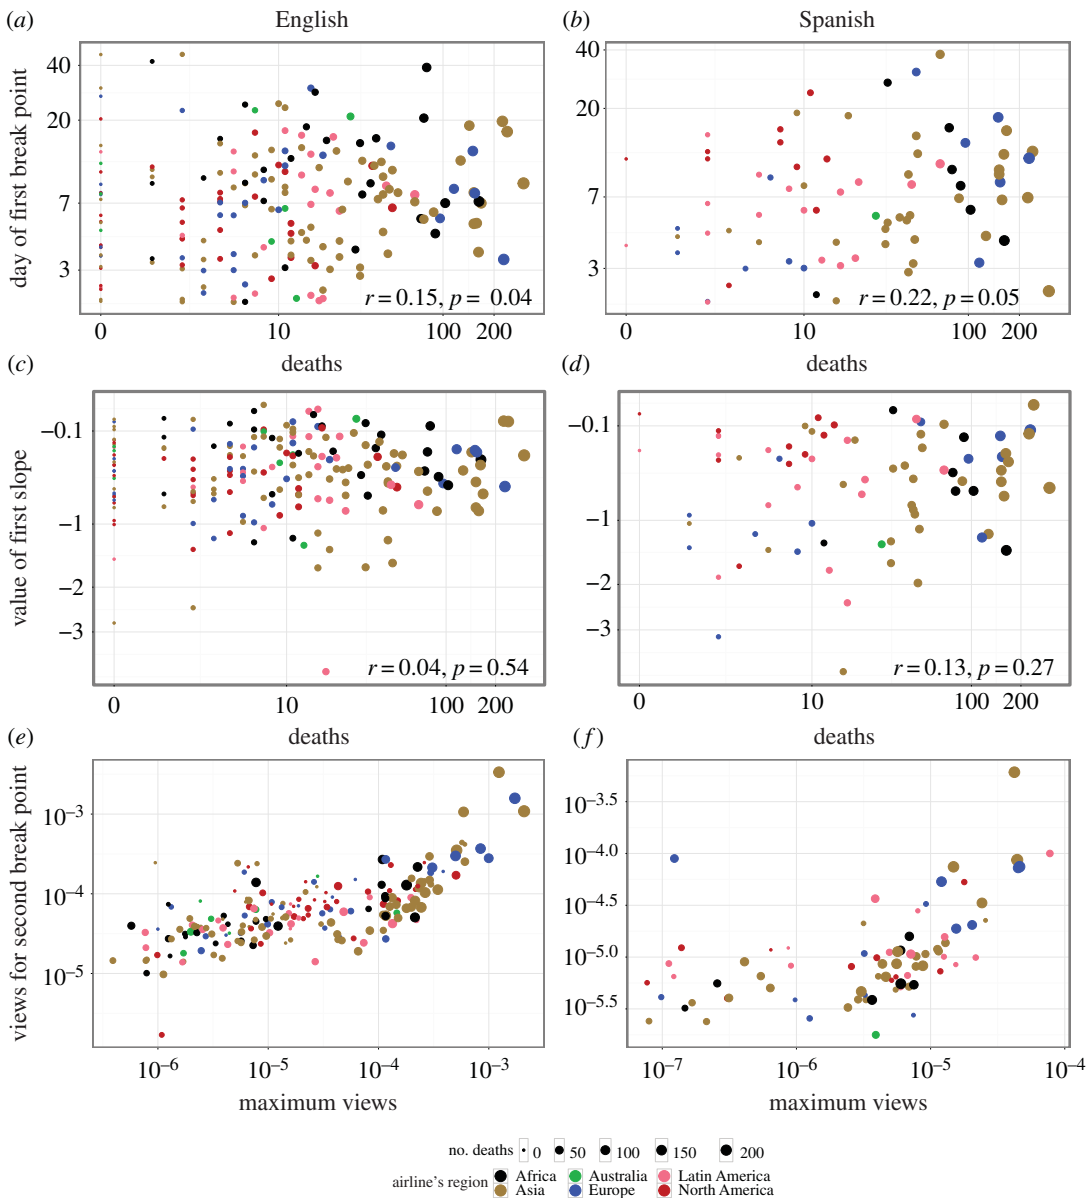 (a) English
(b) Spanish
day of first break point
40
20
7
3
r = 0.15, p = 0.04
0 10 100 200
deaths
40
20
7
3
r = 0.22, p = 0.05
0 10 100 200
deaths
(c)
value of first slope
−0.1
−1
−2
−3
r = 0.04, p = 0.54
0 10 100 200
deaths
(d)
−0.1
−1
−2
−3
r = 0.13, p = 0.27
0 10 100 200
deaths
(e)
views for second break point
10−3
10−4
10−5
10−6 10−5 10−4 10−3
maximum views
(f)
10−3.5
10−4.0
10−4.5
10−5.0
10−5.5
10−7 10−6 10−5 10−4
maximum views
no. deaths 0 50 100 150 200
airline's region Africa Australia Latin America
Asia Europe North America